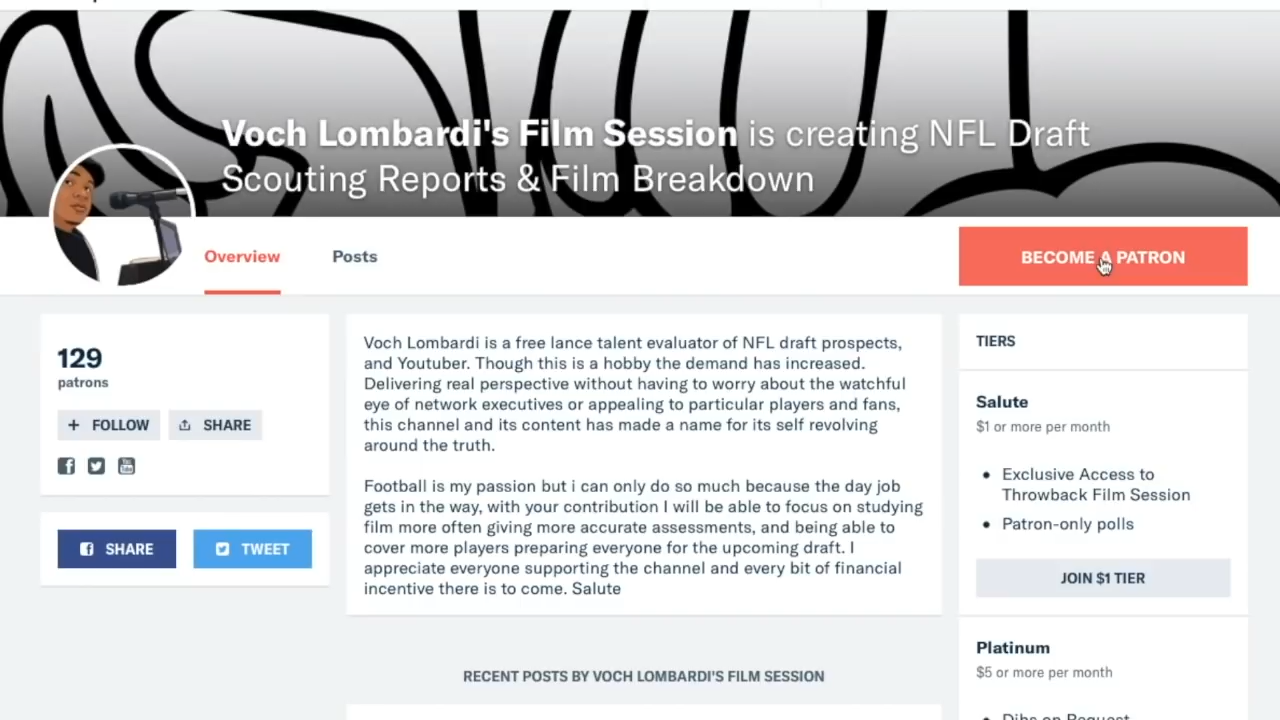 Voch Lombardi's Film Session is creating NFL Draft
Scouting Reports & Film Breakdown
Overview
Posts
BECOME A PATRON
129
patrons
+ FOLLOW
SHARE
SHARE
TWEET
Voch Lombardi is a free lance talent evaluator of NFL draft prospects,
and Youtuber. Though this is a hobby the demand has increased.
Delivering real perspective without having to worry about the watchful
eye of network executives or appealing to particular players and fans,
this channel and its content has made a name for its self revolving
around the truth.
Football is my passion but i can only do so much because the day job
gets in the way, with your contribution I will be able to focus on studying
film more often giving more accurate assessments, and being able to
cover more players preparing everyone for the upcoming draft. I
appreciate everyone supporting the channel and every bit of financial
incentive there is to come. Salute
RECENT POSTS BY VOCH LOMBARDI'S FILM SESSION
TIERS
Salute
$1 or more per month
• Exclusive Access to
Throwback Film Session
• Patron-only polls
JOIN $1 TIER
Platinum
$5 or more per month
• Dibs on Request